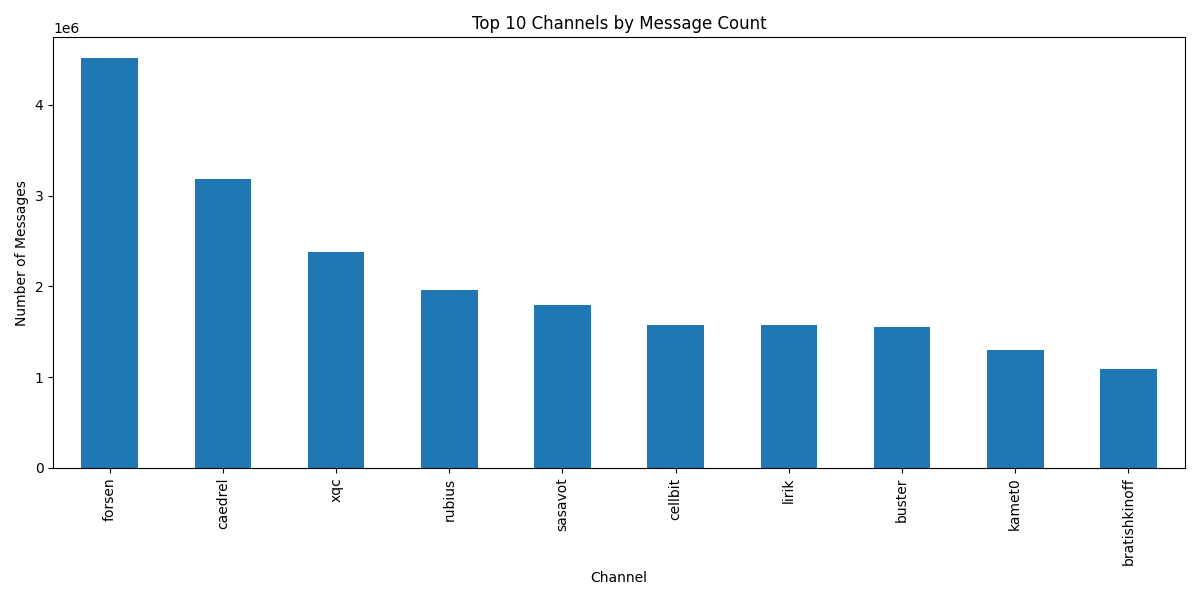 Top 10 Channels by Message Count
1e6
4
3
2
1
0
Number of Messages
forsen
caedrel
xqc
rubius
sasavot
cellbit
lirik
buster
kamet0
bratishkinoff
Channel